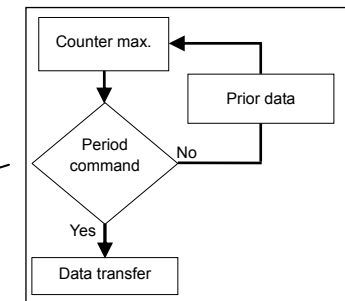 Counter max.
Prior data
Period
command
No
Yes
Data transfer